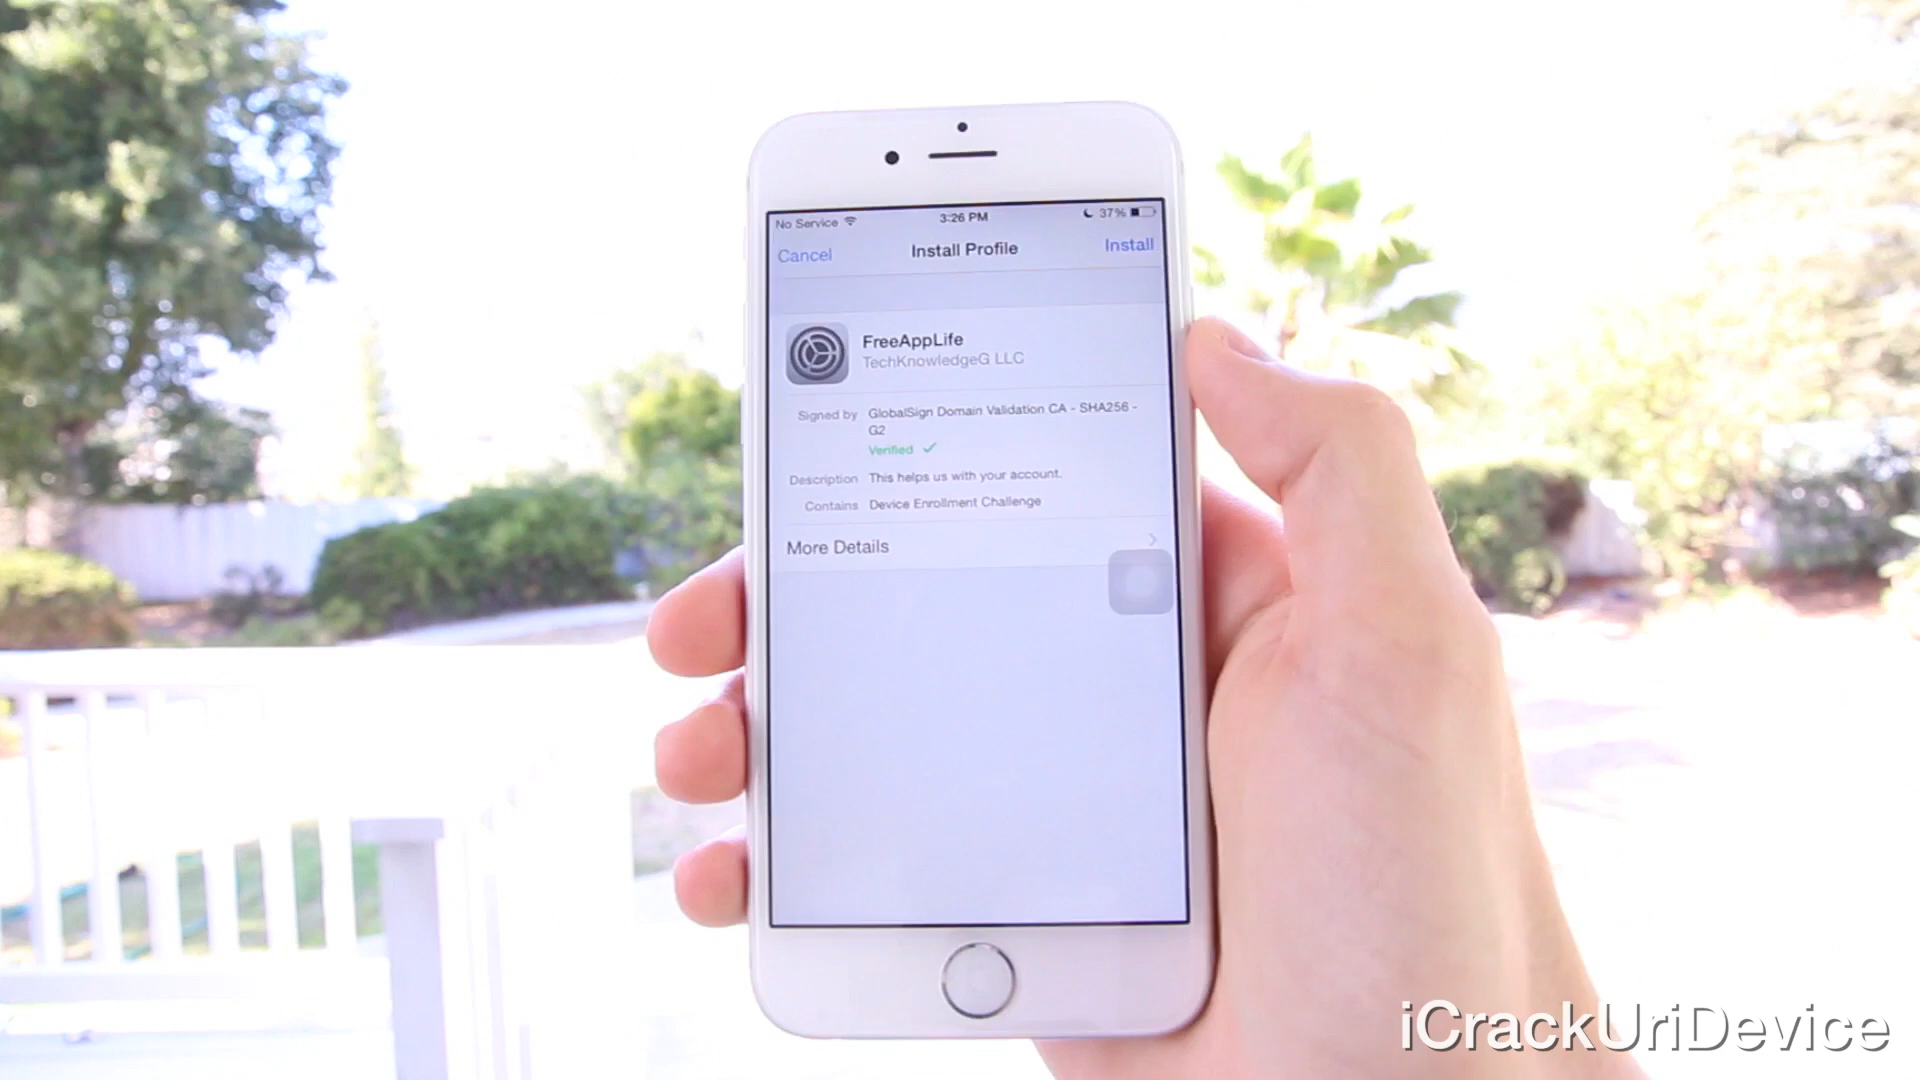 No Service 3:26 PM 37%
Cancel Install Profile Install
FreeAppLife
TechKnowledgeG LLC
Signed by GlobalSign Domain Validation CA - SHA256 -
G2
Verified
Description This helps us with your account.
Contains Device Enrollment Challenge
More Details
iCrackUriDevice